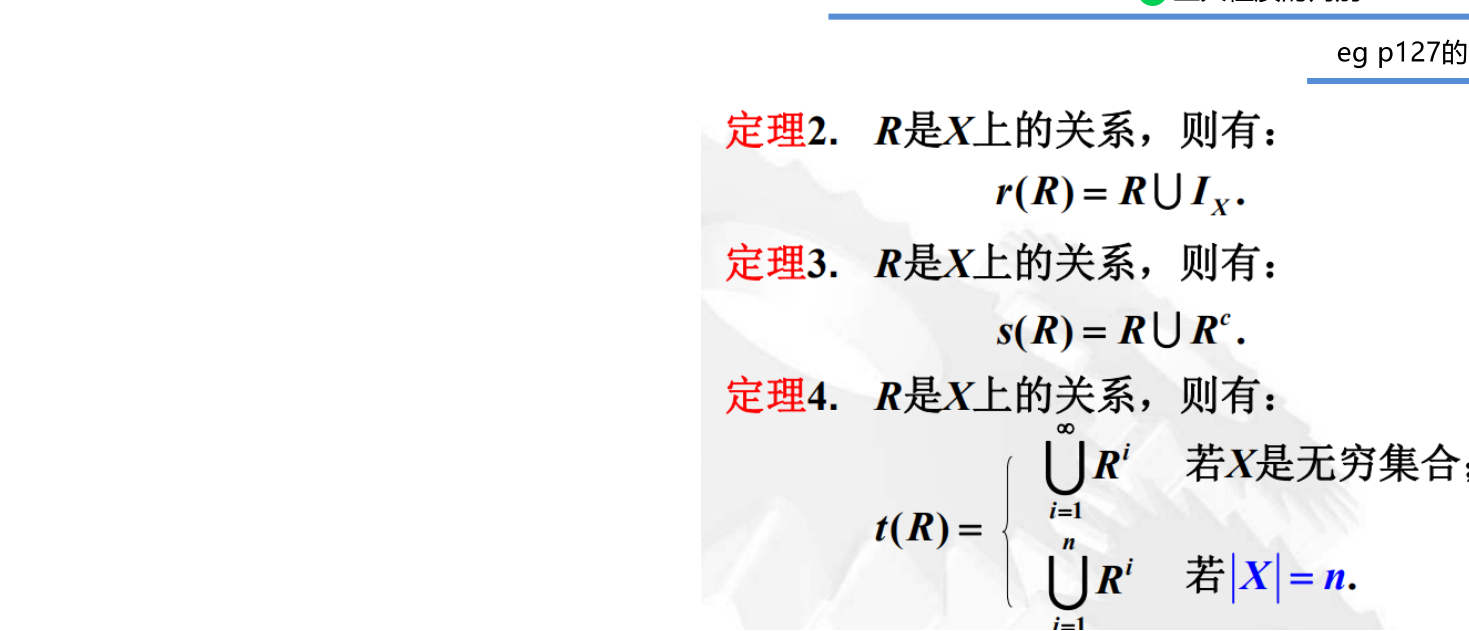 eg p127的
定理2. R是X上的关系，则有：
r(R) = R∪I_X.
定理3. R是X上的关系，则有：
s(R) = R∪R^c.
定理4. R是X上的关系，则有：
∞
⋃R^i 若X是无穷集合;
i=1
t(R) =
n
⋃R^i 若|X| = n.
i=1